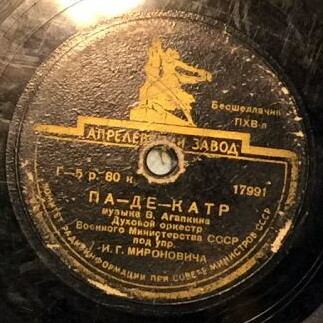 Бесшеллачн
ПХВ-п
АПРЕЛЕВСКИЙ ЗАВОД
Г-5 р. 80 к.
17991
ПА-ДЕ-КАТР
музыка В. Агапкина
Духовой оркестр
Военного Министерства СССР
под упр.
И. Г. МИРОНОВИЧА
КОМИТЕТ РАДИОИНФОРМАЦИИ ПРИ СОВЕТЕ МИНИСТРОВ СССР